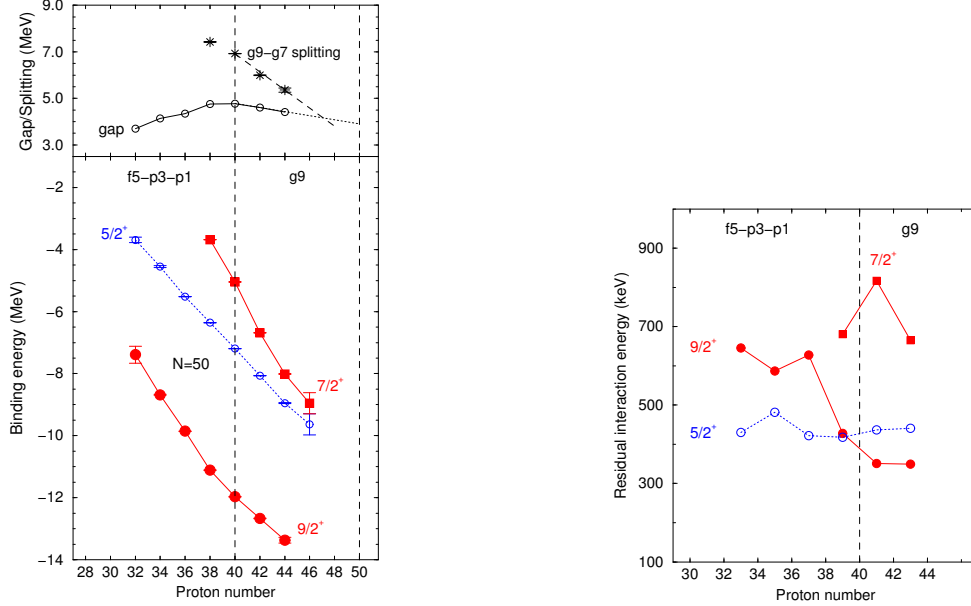 9.0
7.0
5.0
3.0
Gap/Splitting (MeV)
g9−g7 splitting
gap
f5−p3−p1
g9
−2
−4
−6
−8
−10
−12
−14
Binding energy (MeV)
5/2⁺
N=50
7/2⁺
9/2⁺
28 30 32 34 36 38 40 42 44 46 48 50
Proton number
f5−p3−p1
g9
900
700
500
300
100
Residual interaction energy (keV)
7/2⁺
9/2⁺
5/2⁺
30 32 34 36 38 40 42 44
Proton number